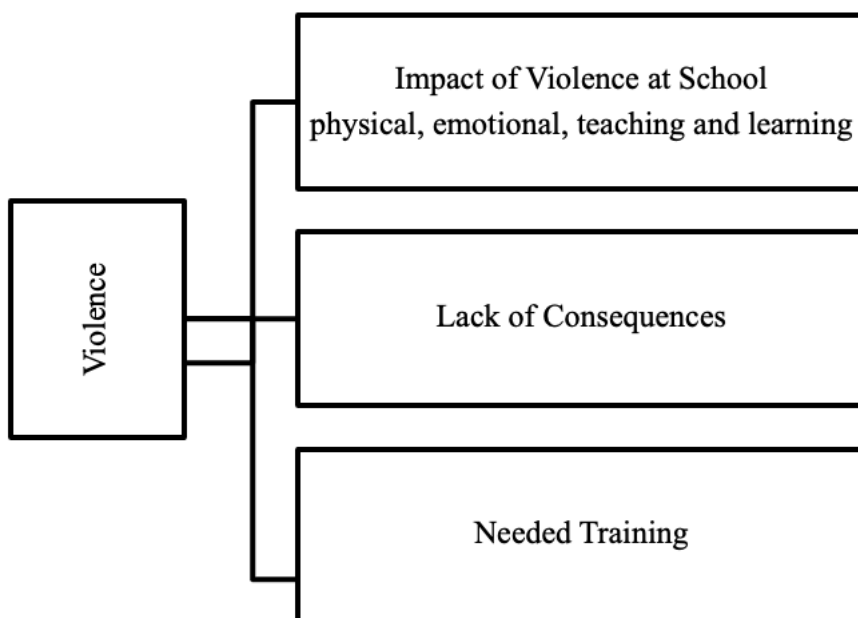 Violence
Impact of Violence at School
physical, emotional, teaching and learning
Lack of Consequences
Needed Training